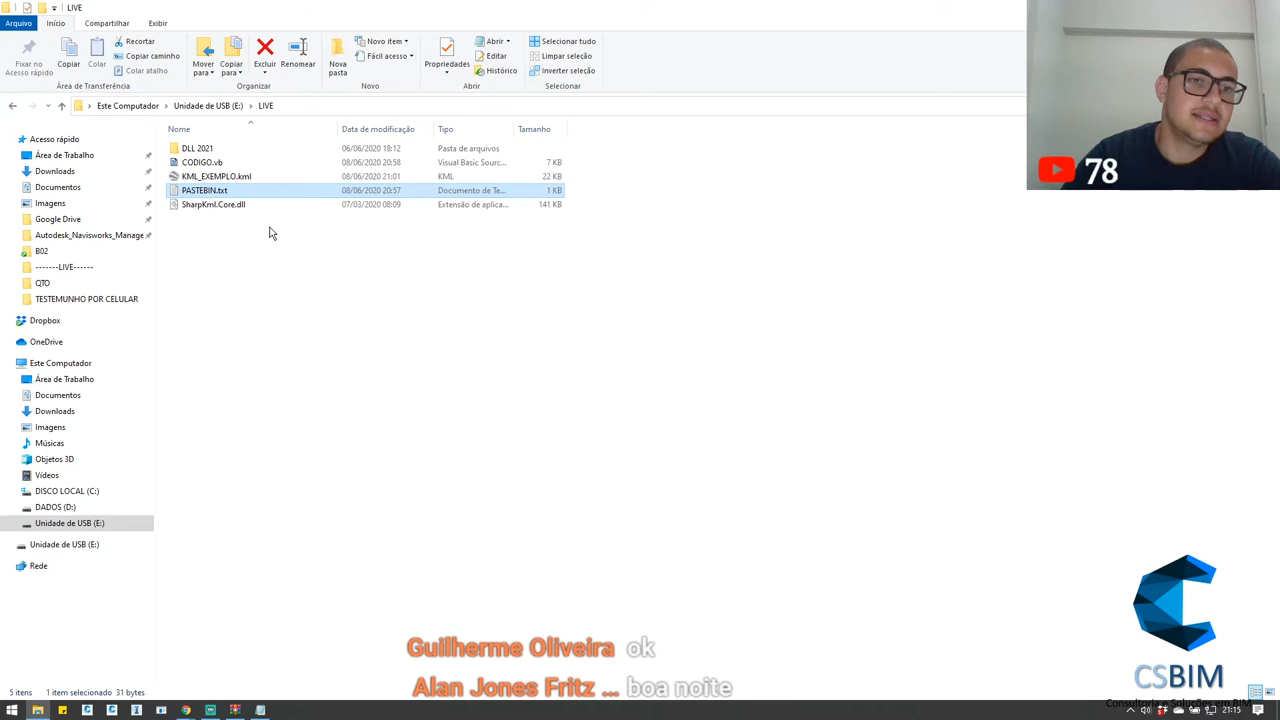 LIVE
Arquivo Início Compartilhar Exibir
Fixar no Acesso rápido
Copiar
Colar
Recortar
Copiar caminho
Colar atalho
Mover para
Copiar para
Excluir
Renomear
Nova pasta
Novo item
Fácil acesso
Propriedades
Abrir
Editar
Histórico
Selecionar tudo
Limpar seleção
Inverter seleção
Área de Transferência Organizar Novo Abrir Selecionar
Este Computador > Unidade de USB (E:) > LIVE
Nome Data de modificação Tipo Tamanho
DLL 2021 06/06/2020 18:12 Pasta de arquivos
CODIGO.vb 08/06/2020 20:58 Visual Basic Sourc... 7 KB
KML_EXEMPLO.kml 08/06/2020 21:01 KML 22 KB
PASTEBIN.txt 08/06/2020 20:57 Documento de Te... 1 KB
SharpKml.Core.dll 07/03/2020 08:09 Extensão de aplica... 141 KB
Acesso rápido
Área de Trabalho
Downloads
Documentos
Imagens
Google Drive
Autodesk_Navisworks_Manage
B02
-------LIVE------
QTO
TESTEMUNHO POR CELULAR
Dropbox
OneDrive
Este Computador
Área de Trabalho
Documentos
Downloads
Imagens
Músicas
Objetos 3D
Vídeos
DISCO LOCAL (C:)
DADOS (D:)
Unidade de USB (E:)
Unidade de USB (E:)
Rede
78
Guilherme Oliveira ok
Alan Jones Fritz ... boa noite
CSBIM
Consultoria e Soluções em BIM
5 itens 1 item selecionado 31 bytes
21:15